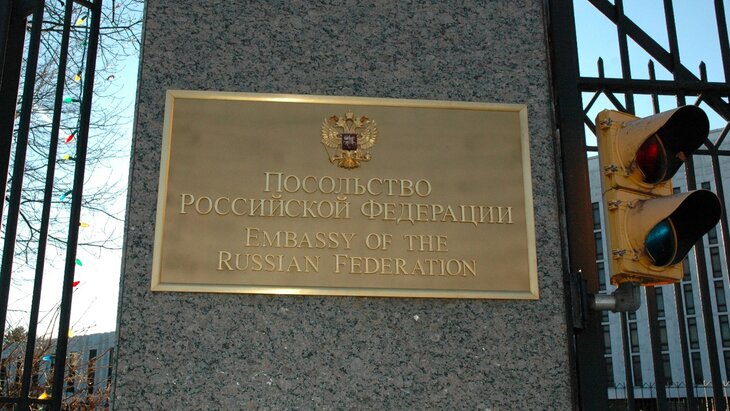 Посольство
Российской Федерации
Embassy of the
Russian Federation